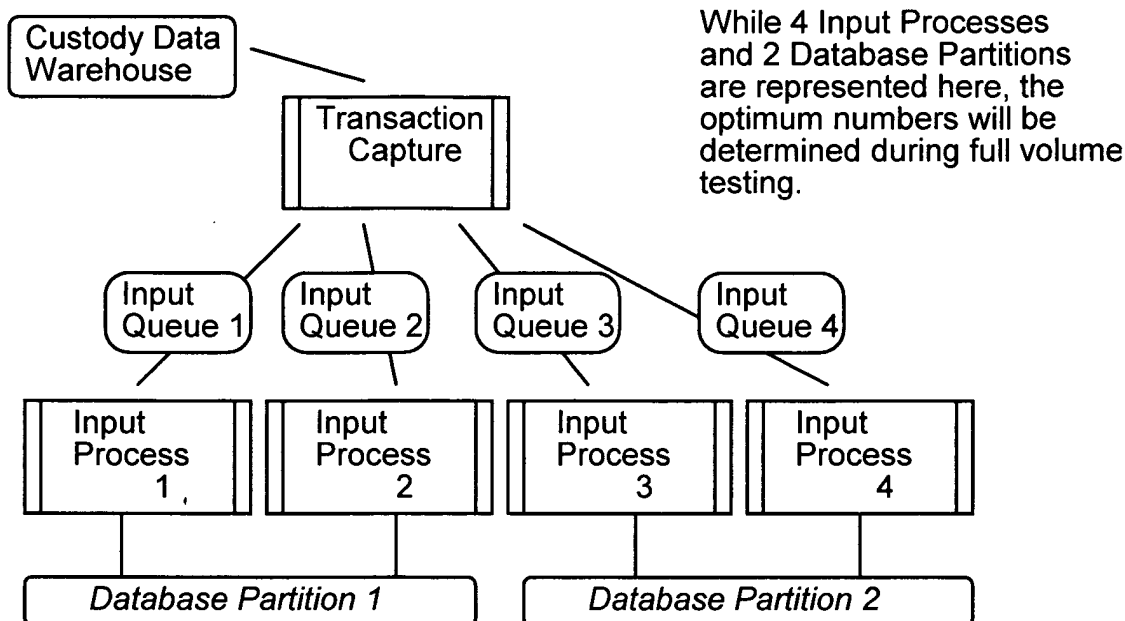 Custody Data
Warehouse
While 4 Input Processes
and 2 Database Partitions
are represented here, the
optimum numbers will be
determined during full volume
testing.
Transaction
Capture
Input
Queue 1
Input
Queue 2
Input
Queue 3
Input
Queue 4
Input
Process
1
Input
Process
2
Input
Process
3
Input
Process
4
Database Partition 1
Database Partition 2